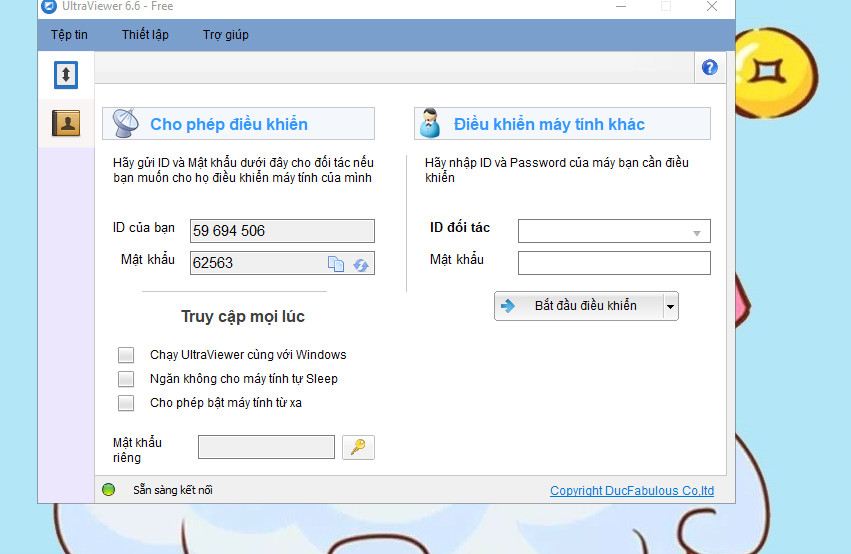 UltraViewer 6.6 - Free
Tệp tin Thiết lập Trợ giúp
Cho phép điều khiển
Hãy gửi ID và Mật khẩu dưới đây cho đối tác nếu
bạn muốn cho họ điều khiển máy tính của mình
ID của bạn 59 694 506
Mật khẩu 62563
Truy cập mọi lúc
Chạy UltraViewer cùng với Windows
Ngăn không cho máy tính tự Sleep
Cho phép bật máy tính từ xa
Mật khẩu
riêng
Điều khiển máy tính khác
Hãy nhập ID và Password của máy bạn cần điều
khiển
ID đối tác
Mật khẩu
Bắt đầu điều khiển
Sẵn sàng kết nối
Copyright DucFabulous Co,ltd